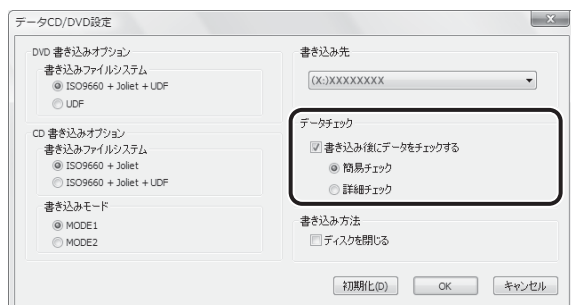 データCD/DVD設定
DVD 書き込みオプション
書き込みファイルシステム
ISO9660 + Joliet + UDF
UDF
CD 書き込みオプション
書き込みファイルシステム
ISO9660 + Joliet
ISO9660 + Joliet + UDF
書き込みモード
MODE1
MODE2
書き込み先
(X:)XXXXXXXX
データチェック
書き込み後にデータをチェックする
簡易チェック
詳細チェック
書き込み方法
ディスクを閉じる
初期化(D)
OK
キャンセル